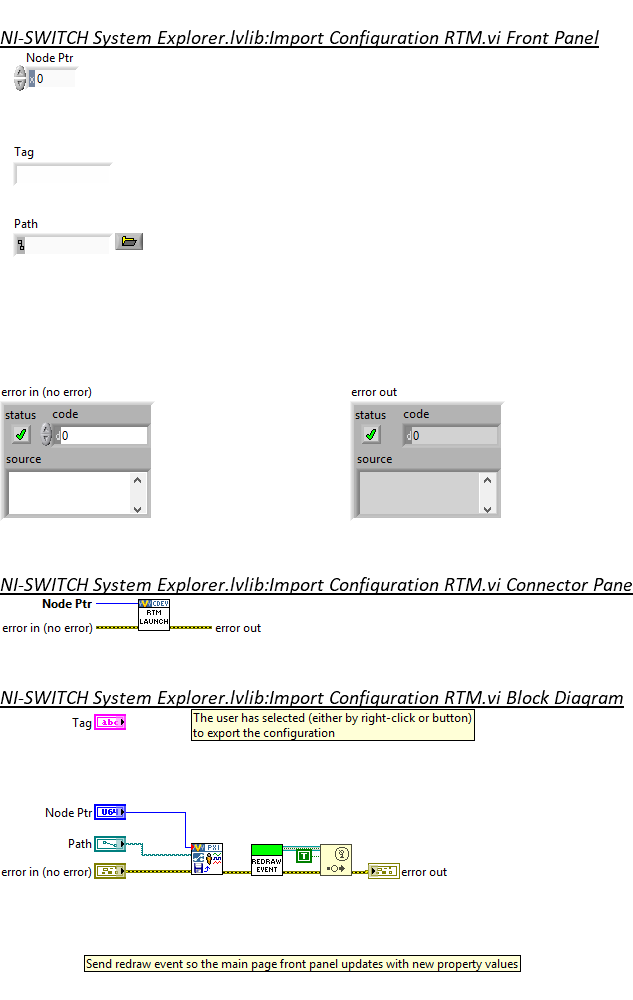 NI-SWITCH System Explorer.lvlib:Import Configuration RTM.vi Front Panel
Node Ptr
x 0
Tag
Path
error in (no error)
error out
status code
d 0
source
status code
d 0
source
NI-SWITCH System Explorer.lvlib:Import Configuration RTM.vi Connector Pane
Node Ptr
CDEV
RTM
LAUNCH
error in (no error)
error out
NI-SWITCH System Explorer.lvlib:Import Configuration RTM.vi Block Diagram
Tag abc
The user has selected (either by right-click or button)
to export the configuration
Node Ptr U64
Path
PXI
REDRAW
EVENT
T
error in (no error)
error out
Send redraw event so the main page front panel updates with new property values